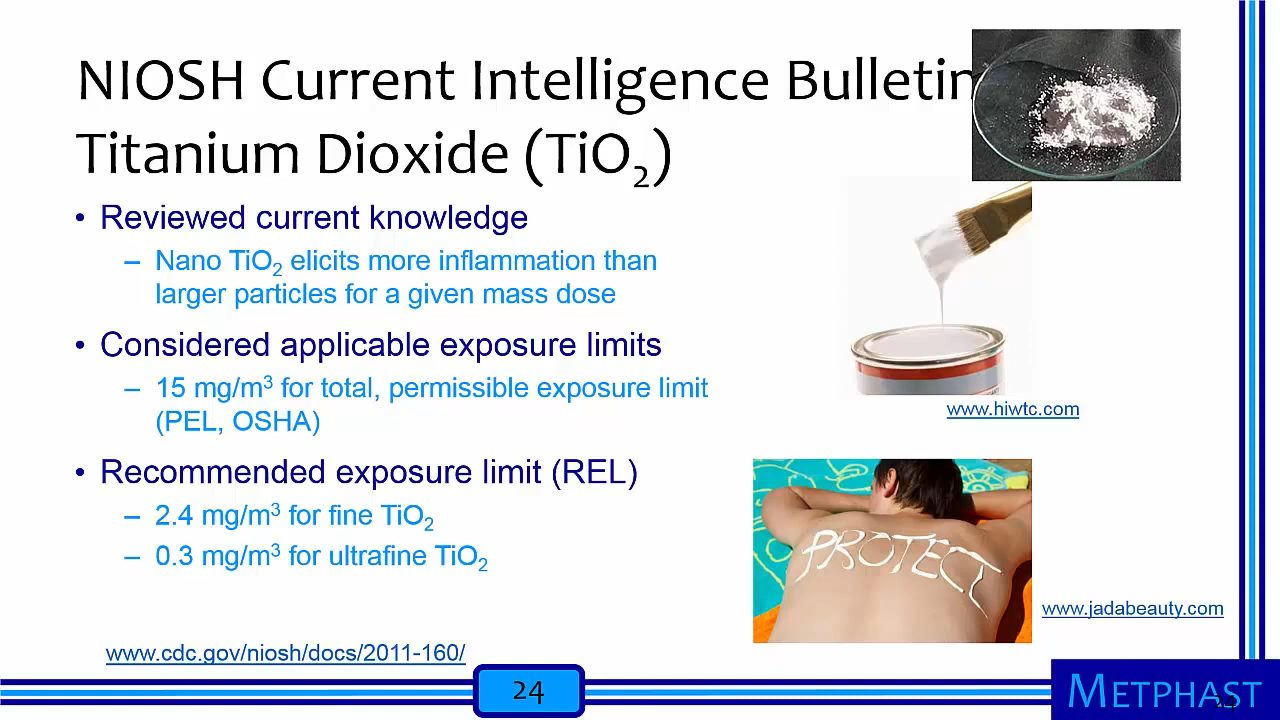 NIOSH Current Intelligence Bulletin
Titanium Dioxide (TiO₂)
• Reviewed current knowledge
– Nano TiO₂ elicits more inflammation than
larger particles for a given mass dose
• Considered applicable exposure limits
– 15 mg/m³ for total, permissible exposure limit
(PEL, OSHA)
• Recommended exposure limit (REL)
– 2.4 mg/m³ for fine TiO₂
– 0.3 mg/m³ for ultrafine TiO₂
www.hiwtc.com
PROTECT
www.jadabeauty.com
www.cdc.gov/niosh/docs/2011-160/
24
METPHAST
24